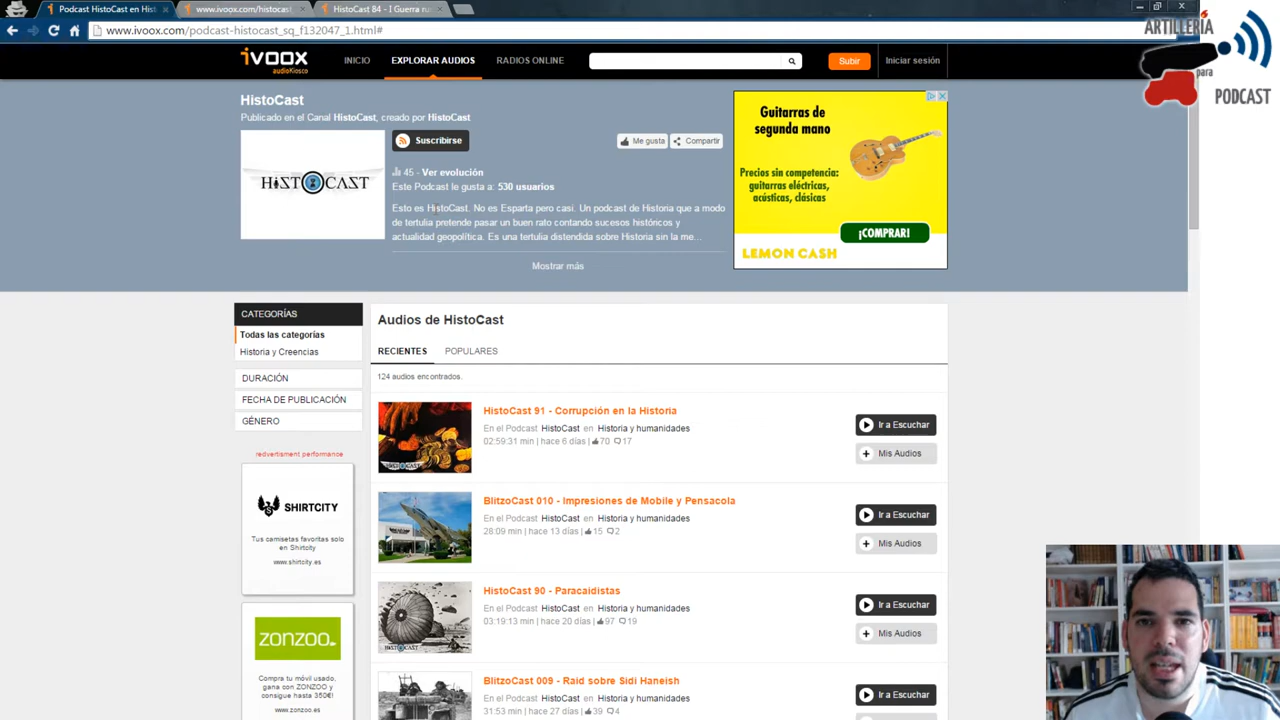 Podcast HistoCast en Hist
www.ivoox.com/histocast
HistoCast 84 - I Guerra
www.ivoox.com/podcast-histocast_sq_f132047_1.html#
ARTILLERÍA
para
PODCAST
iVOOX
audioKiosco
INICIO
EXPLORAR AUDIOS
RADIOS ONLINE
Subir
Iniciar sesión
HistoCast
Publicado en el Canal HistoCast, creado por HistoCast
HISTOCAST
Suscribirse
Me gusta
Compartir
45 - Ver evolución
Este Podcast le gusta a: 530 usuarios
Esto es HistoCast. No es Esparta pero casi. Un podcast de Historia que a modo
de tertulia pretende pasar un buen rato contando sucesos históricos y
actualidad geopolítica. Es una tertulia distendida sobre Historia sin la me...
Mostrar más
Guitarras de
segunda mano
Precios sin competencia:
guitarras eléctricas,
acústicas, clásicas
¡COMPRAR!
LEMON CASH
CATEGORÍAS
Todas las categorías
Historia y Creencias
DURACIÓN
FECHA DE PUBLICACIÓN
GÉNERO
redvertisment.performance
SHIRTCITY
Tus camisetas favoritas solo
en Shirtcity
www.shirtcity.es
ZONZOO.
Compra tu móvil usado,
gana con ZONZOO y
consigue hasta 350€!
www.zonzoo.es
Audios de HistoCast
RECIENTES
POPULARES
124 audios encontrados.
HistoCast 91 - Corrupción en la Historia
En el Podcast HistoCast en Historia y humanidades
02:59:31 min | hace 6 días | 70 17
Ir a Escuchar
Mis Audios
BlitzoCast 010 - Impresiones de Mobile y Pensacola
En el Podcast HistoCast en Historia y humanidades
28:09 min | hace 13 días | 15 2
Ir a Escuchar
Mis Audios
HistoCast 90 - Paracaidistas
En el Podcast HistoCast en Historia y humanidades
03:19:13 min | hace 20 días | 97 19
Ir a Escuchar
Mis Audios
HISTOCAST
BlitzoCast 009 - Raid sobre Sidi Haneish
En el Podcast HistoCast en Historia y humanidades
31:53 min | hace 27 días | 39 4
Ir a Escuchar